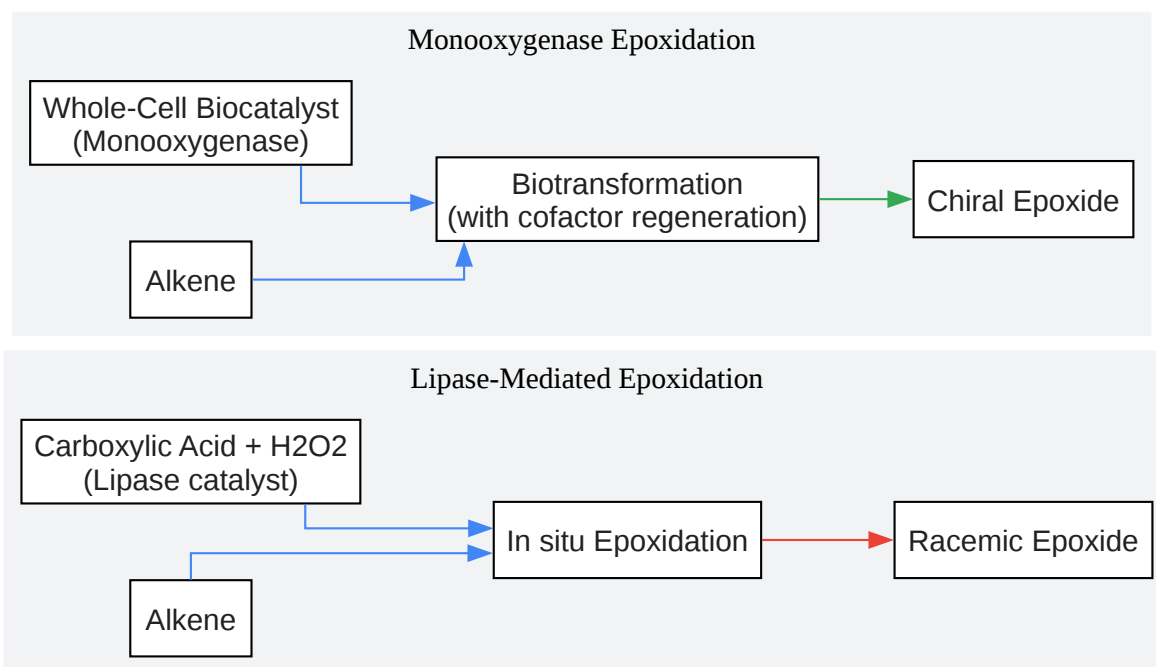 Monooxygenase Epoxidation
Whole-Cell Biocatalyst
(Monooxygenase)
Alkene
Biotransformation
(with cofactor regeneration)
Chiral Epoxide
Lipase-Mediated Epoxidation
Carboxylic Acid + H2O2
(Lipase catalyst)
Alkene
In situ Epoxidation
Racemic Epoxide